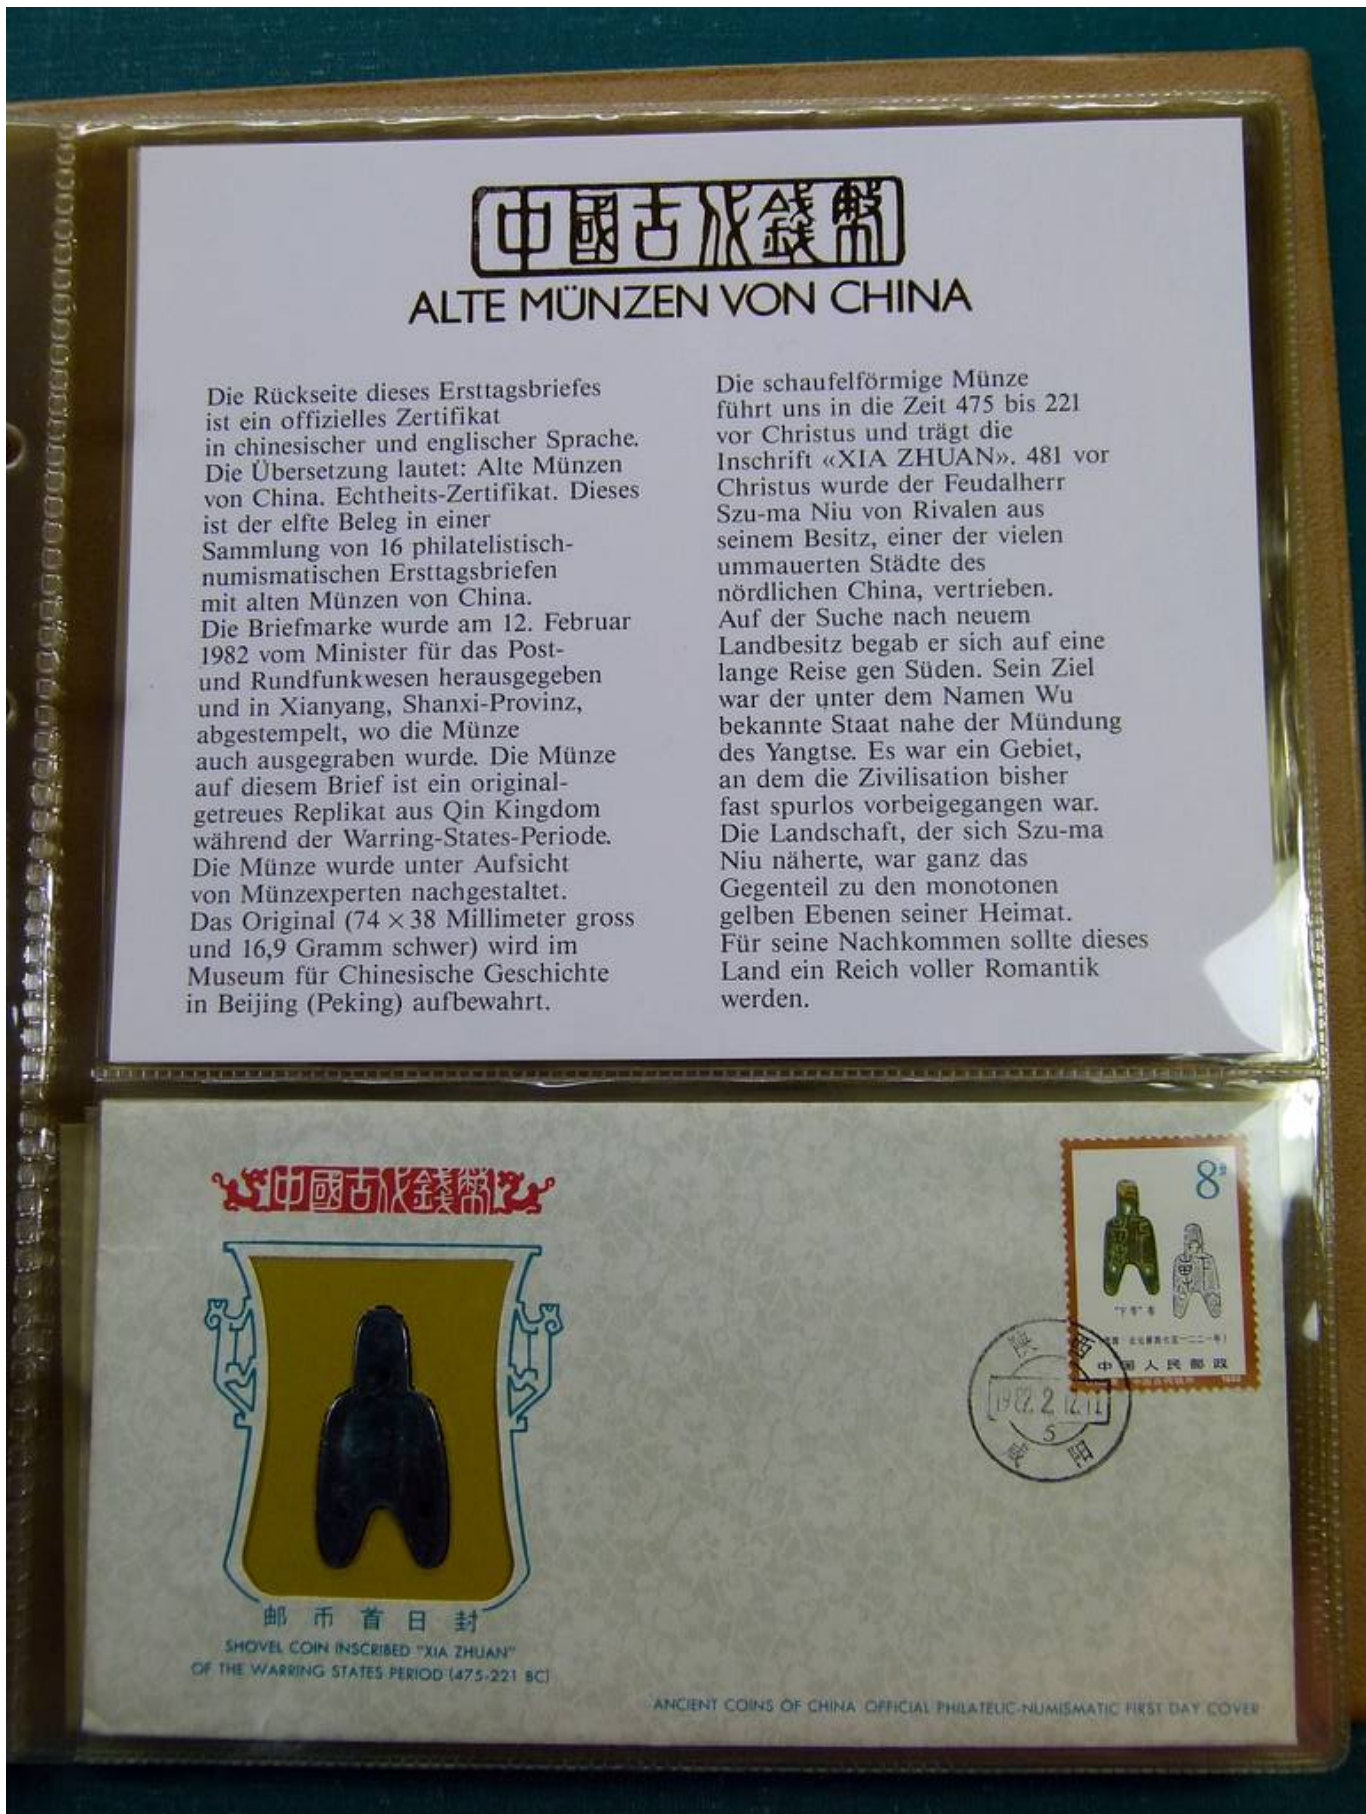 中國古代錢幣
ALTE MÜNZEN VON CHINA
Die Rückseite dieses Ersttagsbriefes
ist ein offizielles Zertifikat
in chinesischer und englischer Sprache.
Die Übersetzung lautet: Alte Münzen
von China. Echtheits-Zertifikat. Dieses
ist der elfte Beleg in einer
Sammlung von 16 philatelistisch-
numismatischen Ersttagsbriefen
mit alten Münzen von China.
Die Briefmarke wurde am 12. Februar
1982 vom Minister für das Post-
und Rundfunkwesen herausgegeben
und in Xianyang, Shanxi-Provinz,
abgestempelt, wo die Münze
auch ausgegraben wurde. Die Münze
auf diesem Brief ist ein original-
getreues Replikat aus Qin Kingdom
während der Warring-States-Periode.
Die Münze wurde unter Aufsicht
von Münzexperten nachgestaltet.
Das Original (74 × 38 Millimeter gross
und 16,9 Gramm schwer) wird im
Museum für Chinesische Geschichte
in Beijing (Peking) aufbewahrt.
Die schaufelförmige Münze
führt uns in die Zeit 475 bis 221
vor Christus und trägt die
Inschrift «XIA ZHUAN». 481 vor
Christus wurde der Feudalherr
Szu-ma Niu von Rivalen aus
seinem Besitz, einer der vielen
ummauerten Städte des
nördlichen China, vertrieben.
Auf der Suche nach neuem
Landbesitz begab er sich auf eine
lange Reise gen Süden. Sein Ziel
war der unter dem Namen Wu
bekannte Staat nahe der Mündung
des Yangtse. Es war ein Gebiet,
an dem die Zivilisation bisher
fast spurlos vorbeigegangen war.
Die Landschaft, der sich Szu-ma
Niu näherte, war ganz das
Gegenteil zu den monotonen
gelben Ebenen seiner Heimat.
Für seine Nachkommen sollte dieses
Land ein Reich voller Romantik
werden.
中國古代錢幣
8分
中国人民邮政
陕西
1982.2.12.11
5
咸阳
邮币首日封
SHOVEL COIN INSCRIBED "XIA ZHUAN"
OF THE WARRING STATES PERIOD (475-221 BC)
ANCIENT COINS OF CHINA OFFICIAL PHILATELIC-NUMISMATIC FIRST DAY COVER